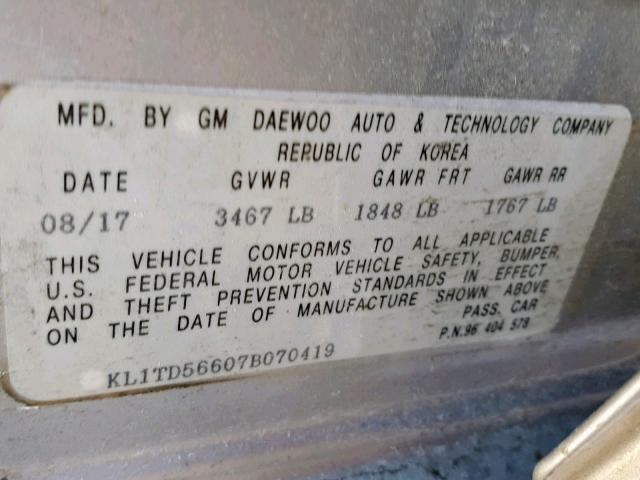 MFD. BY GM DAEWOO AUTO & TECHNOLOGY COMPANY
REPUBLIC OF KOREA
DATE GVWR GAWR FRT GAWR RR
08/17 3467 LB 1848 LB 1767 LB
THIS VEHICLE CONFORMS TO ALL APPLICABLE
U.S. FEDERAL MOTOR VEHICLE SAFETY, BUMPER,
AND THEFT PREVENTION STANDARDS IN EFFECT
ON THE DATE OF MANUFACTURE SHOWN ABOVE
PASS. CAR
P.N.96 404 578
KL1TD56607B070419